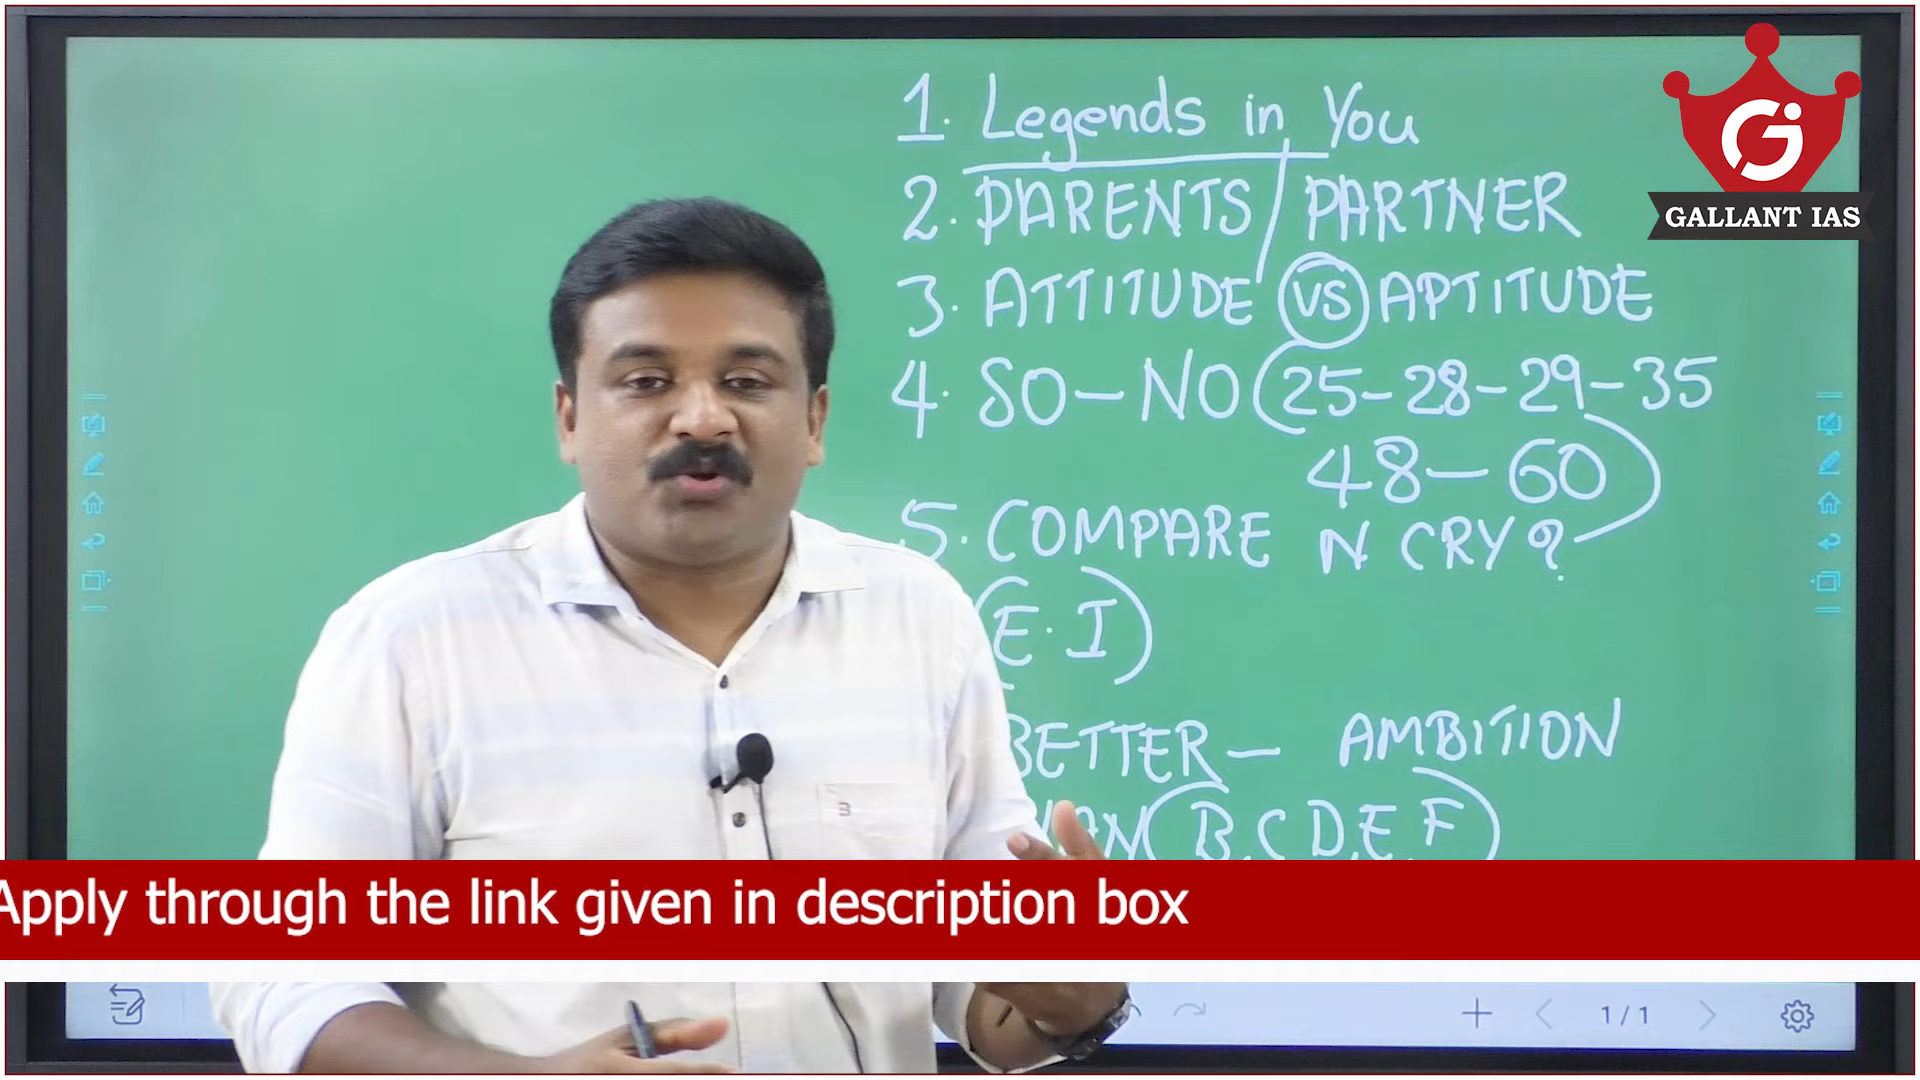 1. Legends in You
2. PARENTS / PARTNER
3. ATTITUDE VS APTITUDE
4. SO - NO (25 - 28 - 29 - 35
48 - 60)
5. COMPARE N CRY ?
(E. I)
BETTER - AMBITION
(B, C, D, E, F)
GALLANT IAS
B
Apply through the link given in description box
1/1